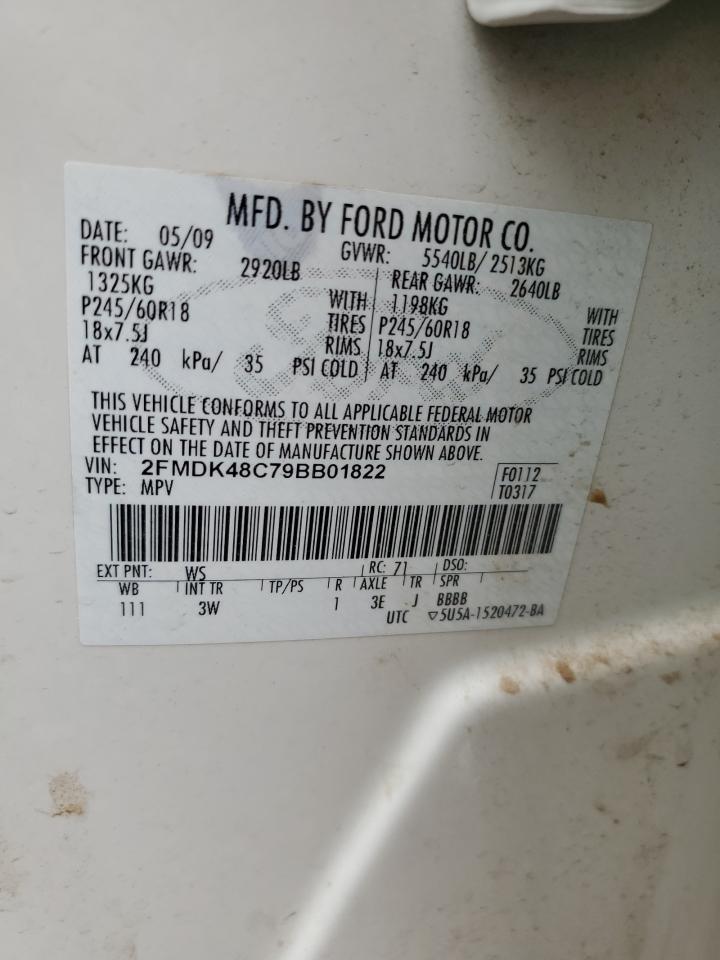 MFD. BY FORD MOTOR CO.
DATE: 05/09 GVWR: 5540LB/ 2513KG
FRONT GAWR: 2920LB REAR GAWR: 2640LB
1325KG WITH 1198KG WITH
P245/60R18 TIRES P245/60R18 TIRES
18x7.5J RIMS 18x7.5J RIMS
AT 240 kPa/ 35 PSI COLD AT 240 kPa/ 35 PSI COLD
THIS VEHICLE CONFORMS TO ALL APPLICABLE FEDERAL MOTOR
VEHICLE SAFETY AND THEFT PREVENTION STANDARDS IN
EFFECT ON THE DATE OF MANUFACTURE SHOWN ABOVE.
VIN: 2FMDK48C79BB01822 F0112
TYPE: MPV T0317
EXT PNT: WS RC: 71 DSO:
WB INT TR TP/PS R AXLE TR SPR
111 3W 1 3E J BBBB
UTC ▽5U5A-1520472-BA